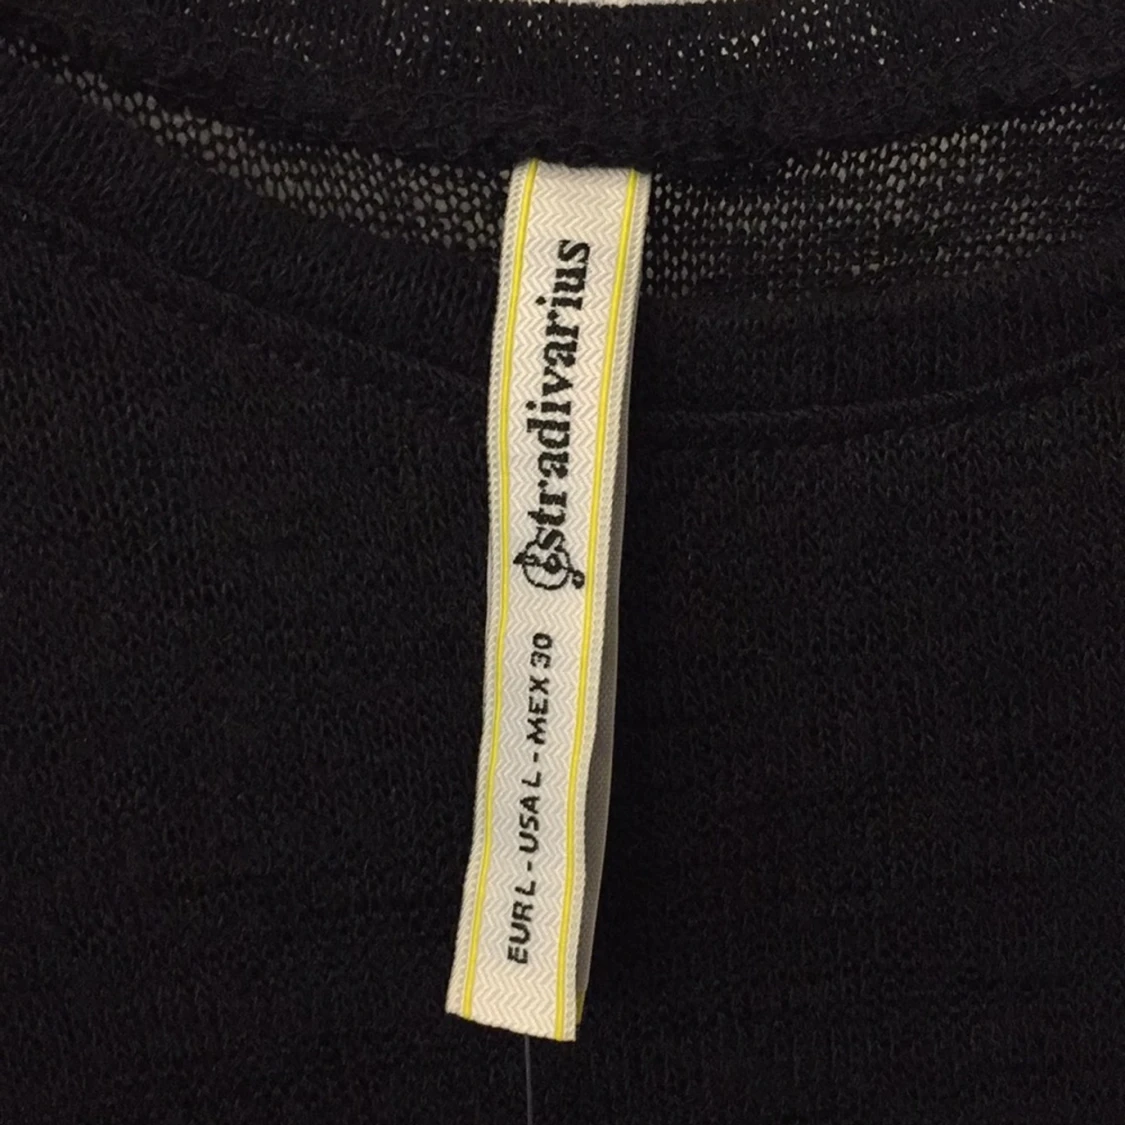 stradivarius
EUR L - USA L - MEX 30